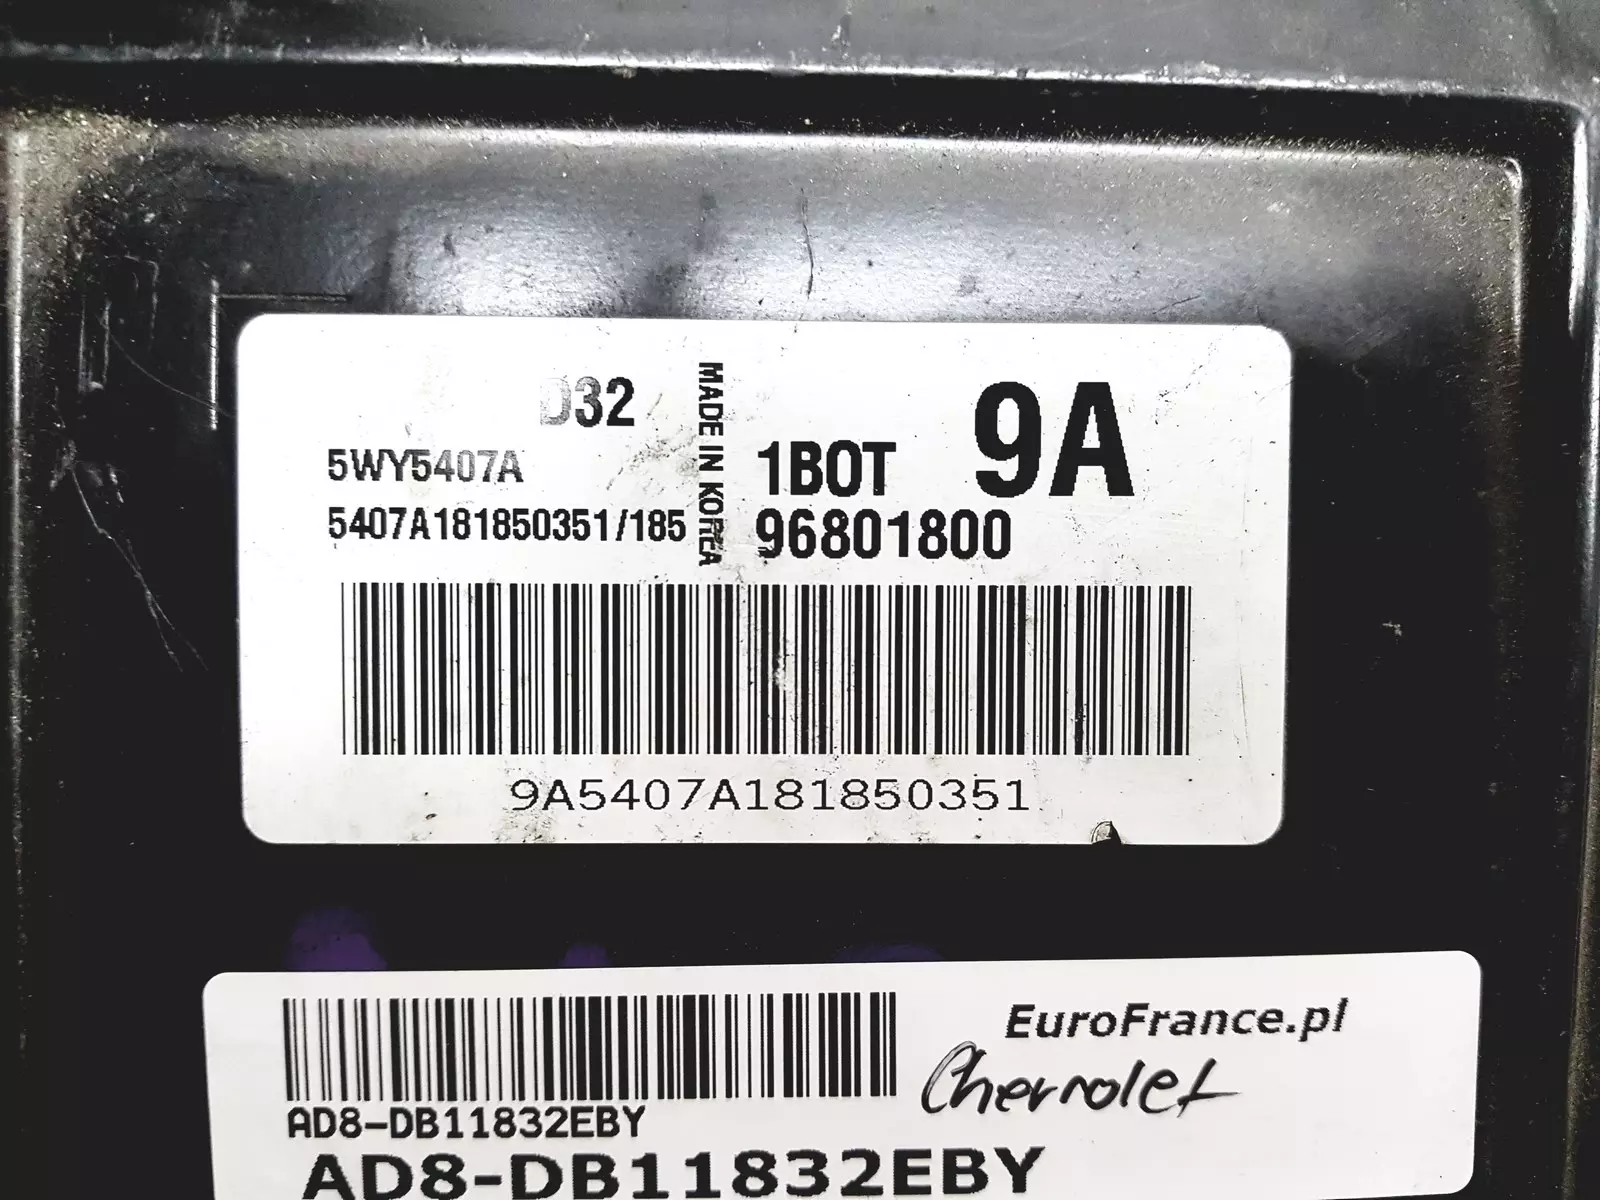 D32
5WY5407A
5407A181850351/185
MADE IN KOREA
1BOT
9A
96801800
9A5407A181850351
EuroFrance.pl
Chevrolet
AD8-DB11832EBY
AD8-DB11832EBY